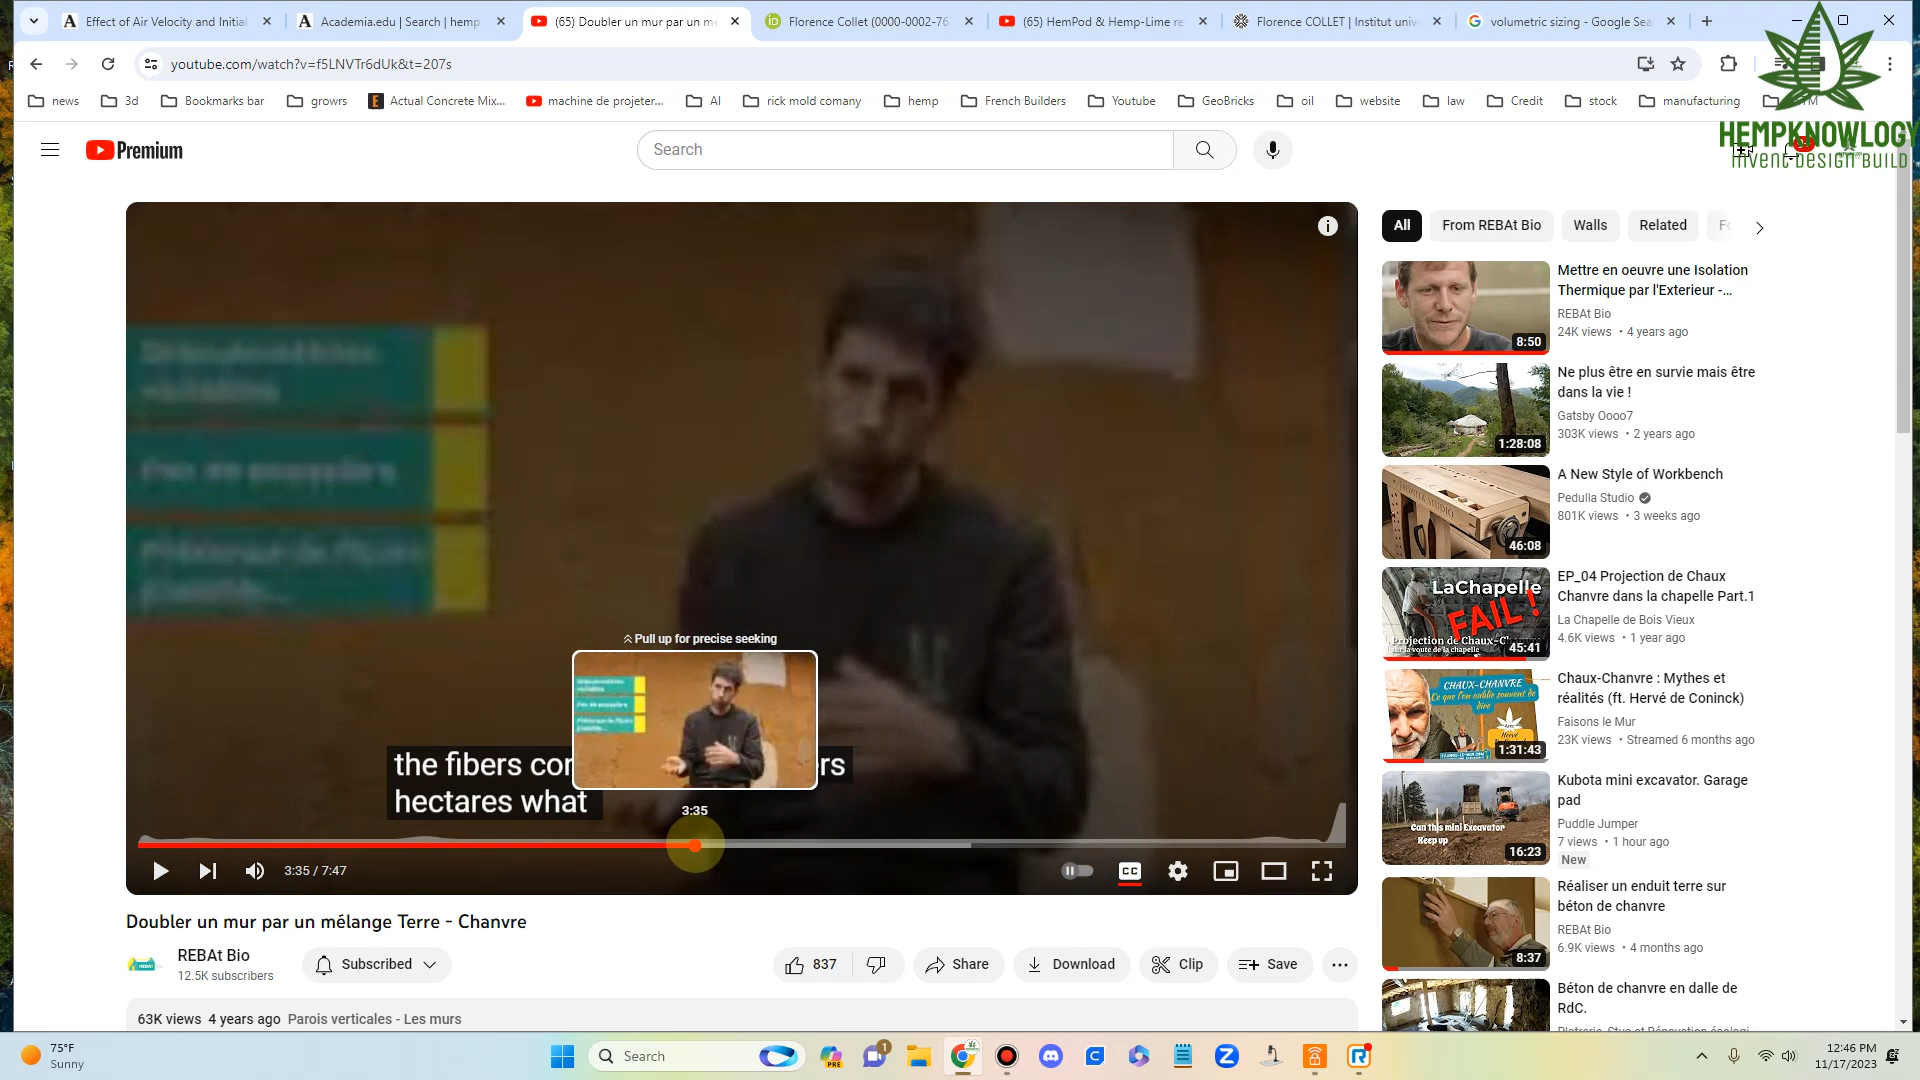 Effect of Air Velocity and Initial
Academia.edu | Search | hemp
(65) Doubler un mur par un mé
Florence Collet (0000-0002-76
(65) HemPod & Hemp-Lime re
Florence COLLET | Institut univ
volumetric sizing - Google Sea
youtube.com/watch?v=f5LNVTr6dUk&t=207s
news
3d
Bookmarks bar
growrs
Actual Concrete Mix...
machine de projeter...
AI
rick mold comany
hemp
French Builders
Youtube
GeoBricks
oil
website
law
Credit
stock
manufacturing
HEMPKNOWLOGY
INVENT DESIGN BUILD
Premium
Search
All
From REBAt Bio
Walls
Related
Pull up for precise seeking
the fibers
hectares what
3:35
3:35 / 7:47
CC
Doubler un mur par un mélange Terre - Chanvre
REBAt Bio
12.5K subscribers
Subscribed
837
Share
Download
Clip
Save
63K views 4 years ago Parois verticales - Les murs
Mettre en oeuvre une Isolation
Thermique par l'Exterieur -...
REBAt Bio
24K views • 4 years ago
8:50
Ne plus être en survie mais être
dans la vie !
Gatsby Oooo7
303K views • 2 years ago
1:28:08
A New Style of Workbench
Pedulla Studio
801K views • 3 weeks ago
46:08
EP_04 Projection de Chaux
Chanvre dans la chapelle Part.1
La Chapelle de Bois Vieux
4.6K views • 1 year ago
LaChapelle
FAIL !
Projection de Chaux-Chanvre
sur la voute de la chapelle
45:41
Chaux-Chanvre : Mythes et
réalités (ft. Hervé de Coninck)
Faisons le Mur
23K views • Streamed 6 months ago
CHAUX-CHANVRE
Ce que l'on oublie souvent de
dire
1:31:43
Kubota mini excavator. Garage
pad
Puddle Jumper
7 views • 1 hour ago
New
Can this mini Excavator
Keep up
16:23
Réaliser un enduit terre sur
béton de chanvre
REBAt Bio
6.9K views • 4 months ago
8:37
Béton de chanvre en dalle de
RdC.
75°F
Sunny
Search
PRE
1
12:46 PM
11/17/2023